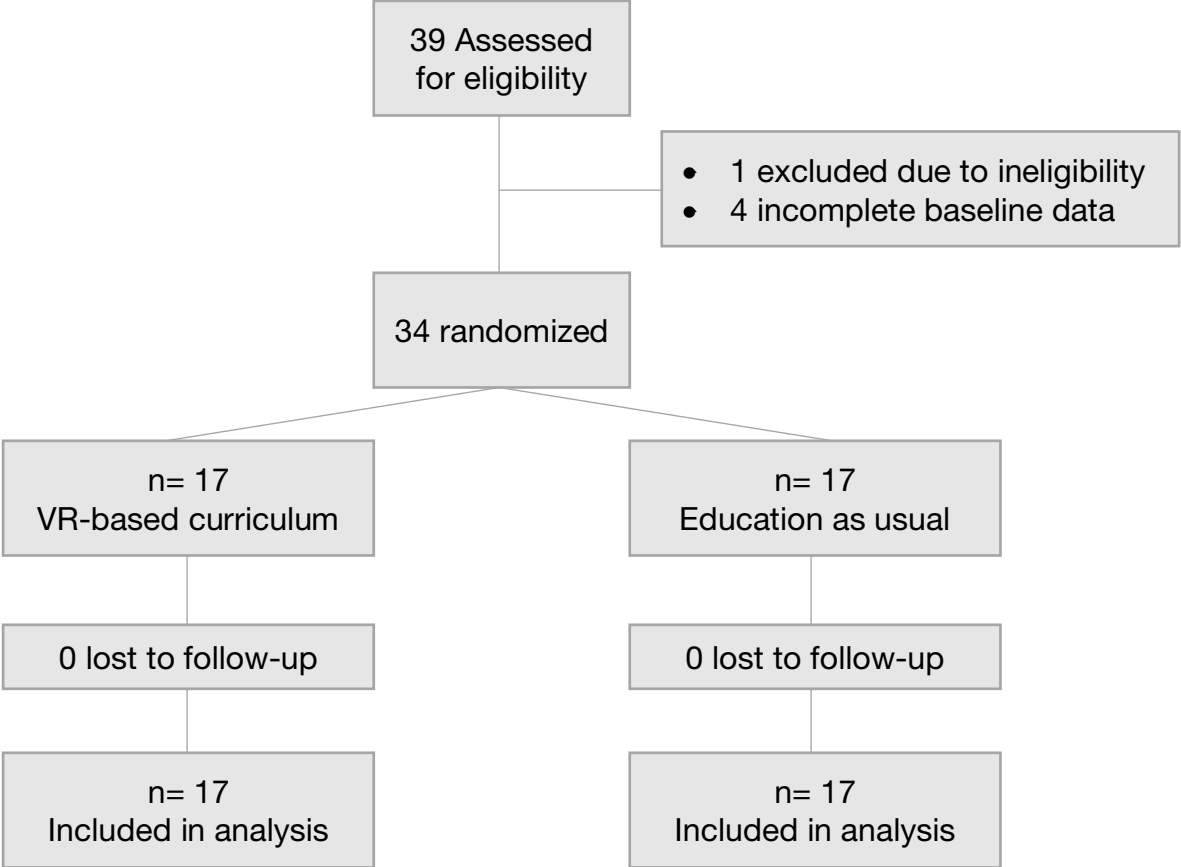 39 Assessed
for eligibility
• 1 excluded due to ineligibility
• 4 incomplete baseline data
34 randomized
n= 17
VR-based curriculum
n= 17
Education as usual
0 lost to follow-up
0 lost to follow-up
n= 17
Included in analysis
n= 17
Included in analysis